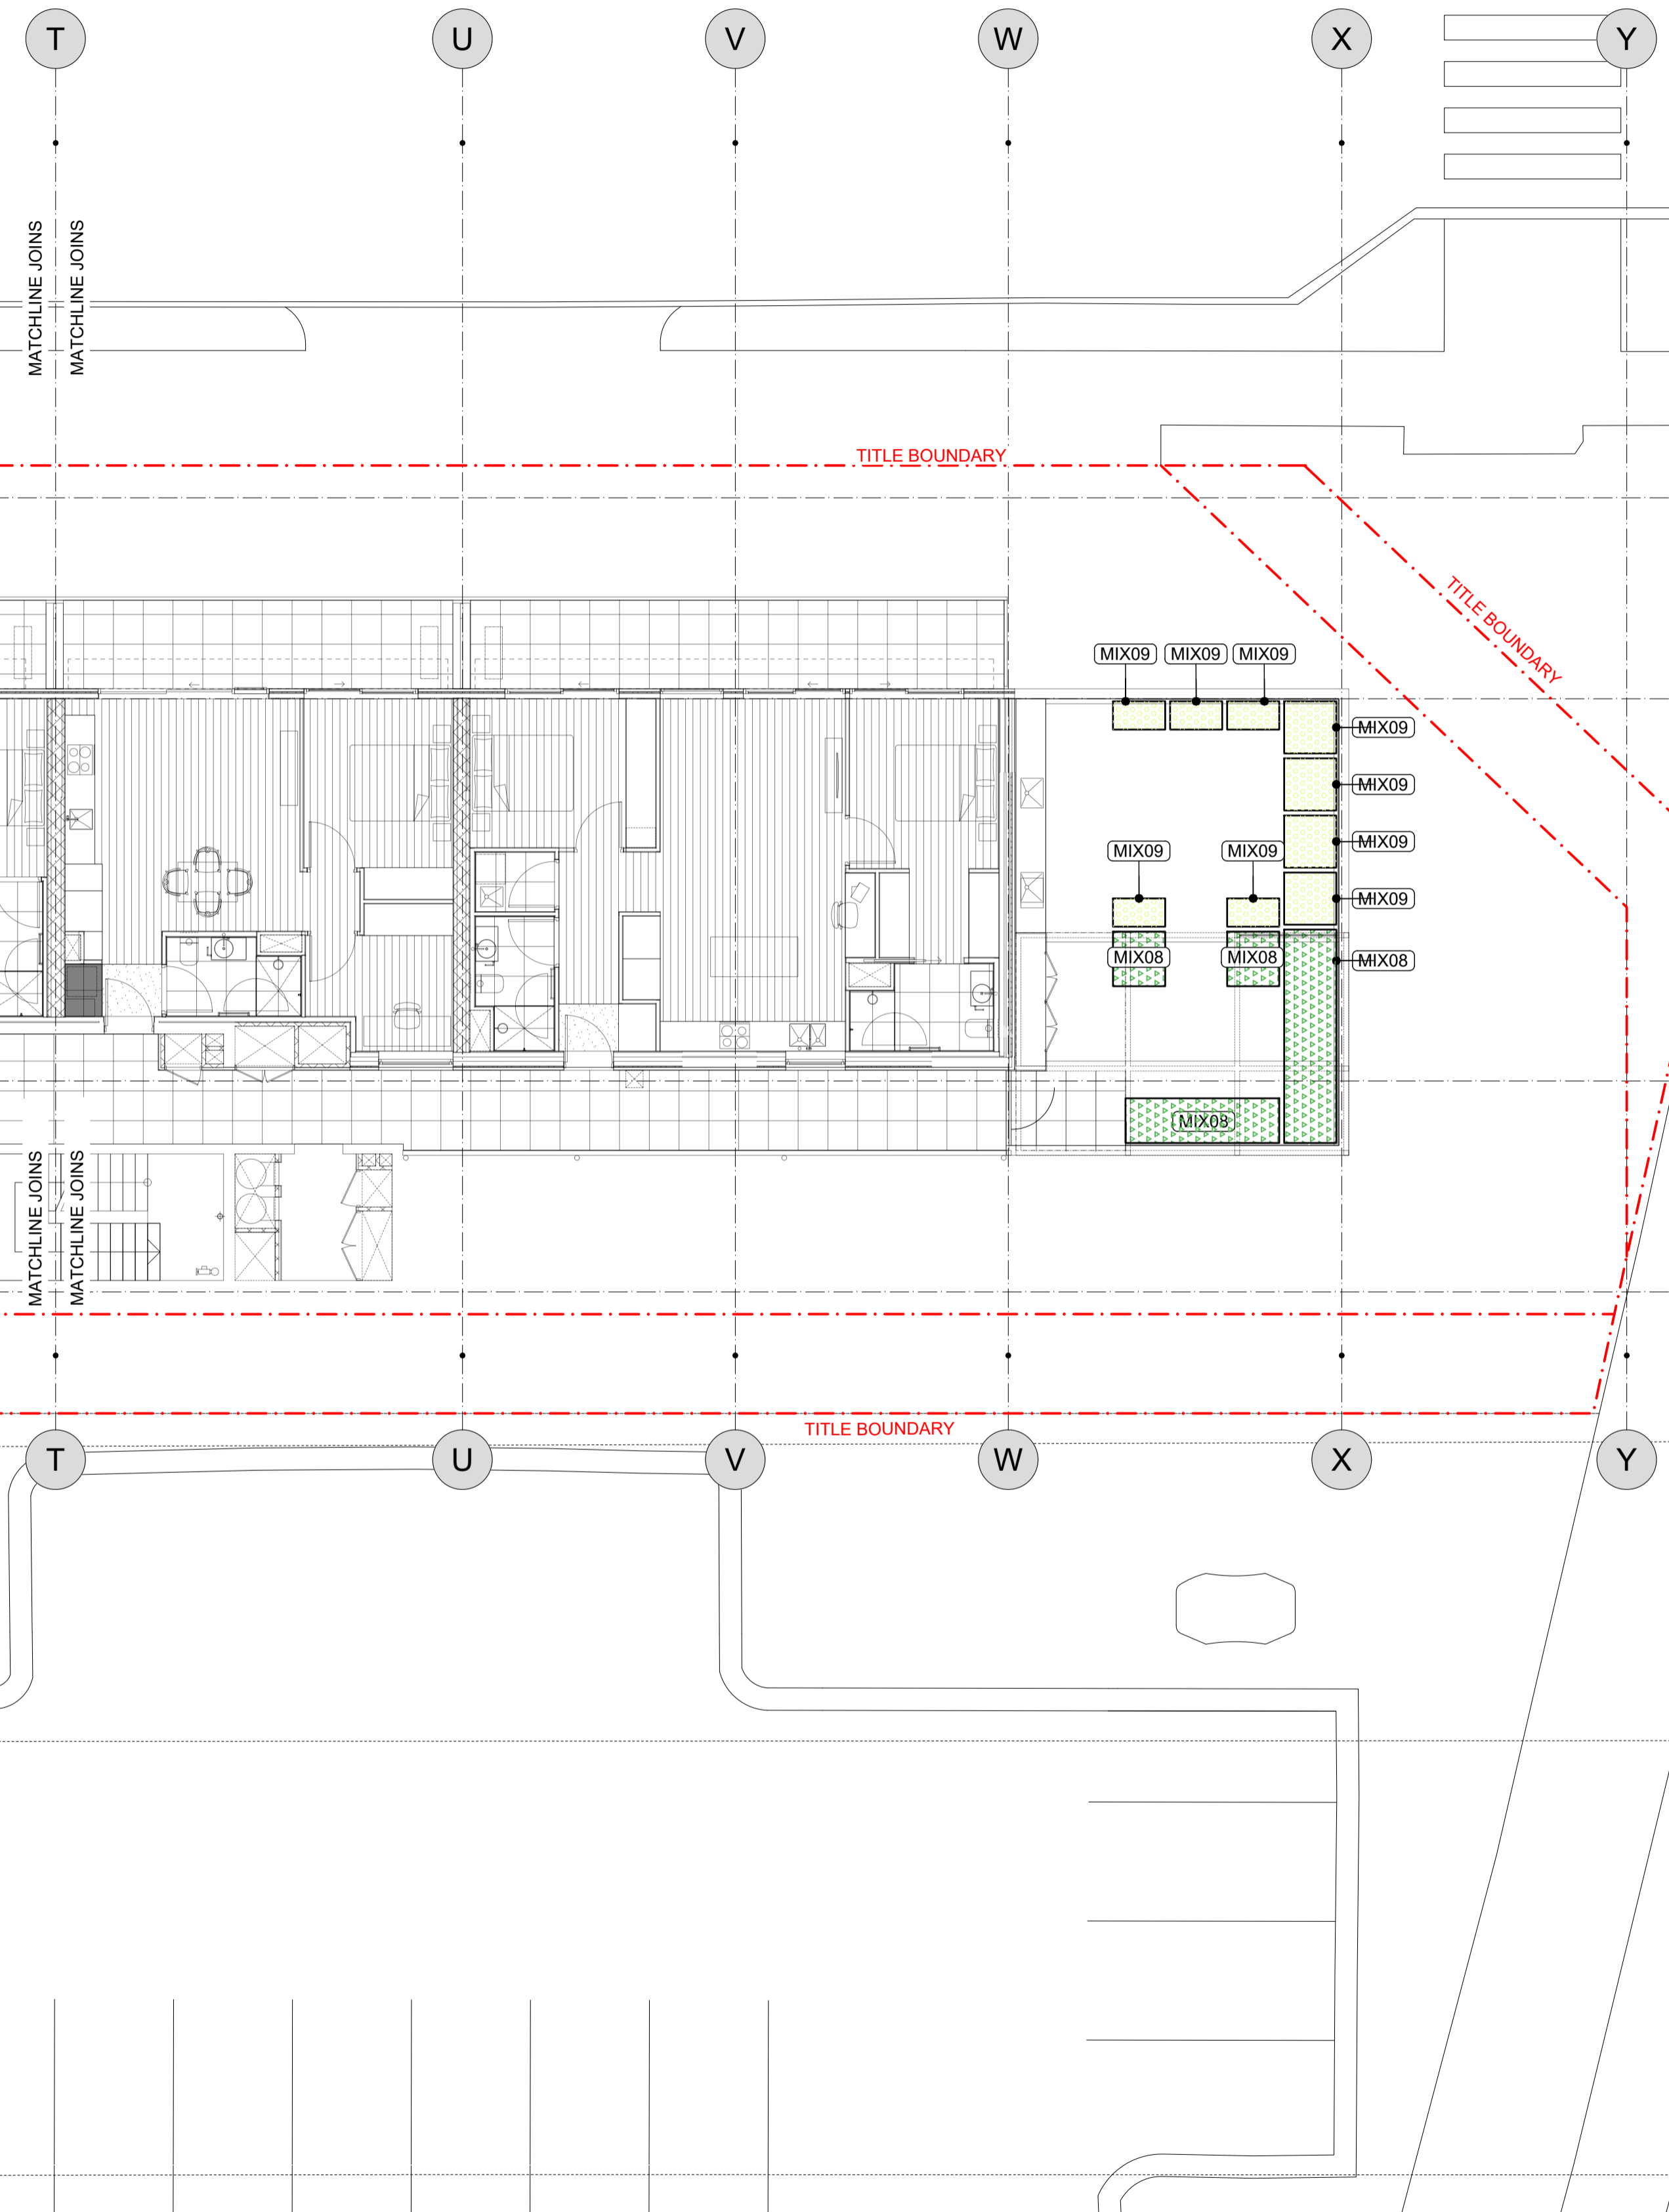 T U V W X Y
MATCHLINE JOINS
MATCHLINE JOINS
TITLE BOUNDARY
TITLE BOUNDARY
MIX09 MIX09 MIX09
MIX09
MIX09
MIX09
MIX09 MIX09
MIX09
MIX08 MIX08 MIX08
MIX08
MATCHLINE JOINS
MATCHLINE JOINS
TITLE BOUNDARY
T U V W X Y